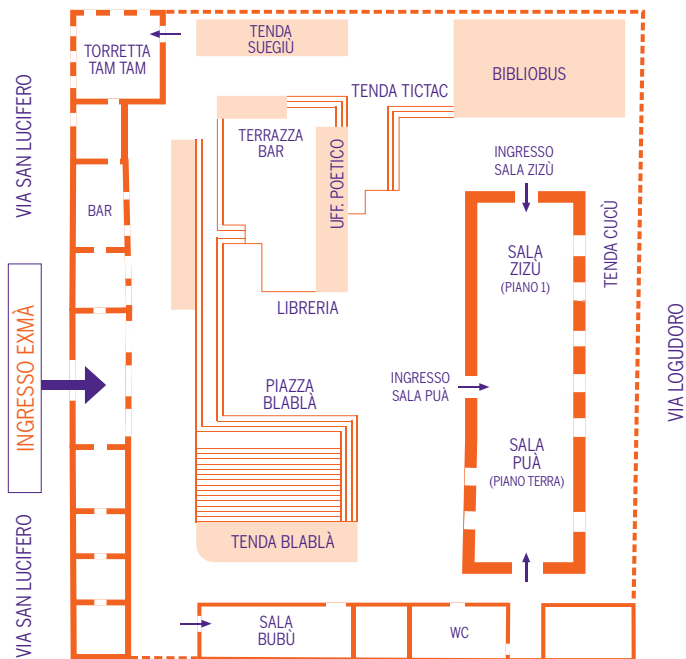 TORRETTA
TAM TAM
TENDA
SUEGIÙ
BIBLIOBUS
TENDA TICTAC
TERRAZZA
BAR
UFF. POETICO
VIA SAN LUCIFERO
BAR
INGRESSO
SALA ZIZÙ
SALA
ZIZÙ
(PIANO 1)
TENDA CUCÙ
LIBRERIA
INGRESSO EXMÀ
PIAZZA
BLABLÀ
INGRESSO
SALA PUÀ
VIA LOGUDORO
SALA
PUÀ
(PIANO TERRA)
TENDA BLABLÀ
VIA SAN LUCIFERO
SALA
BUBÙ
WC